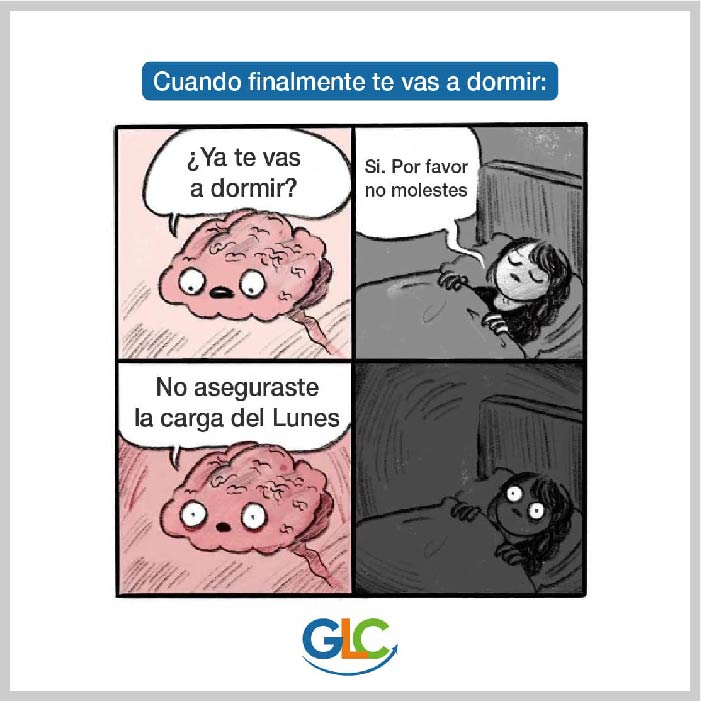 Cuando finalmente te vas a dormir:
¿Ya te vas
a dormir?
Si. Por favor
no molestes
No aseguraste
la carga del Lunes
GLC